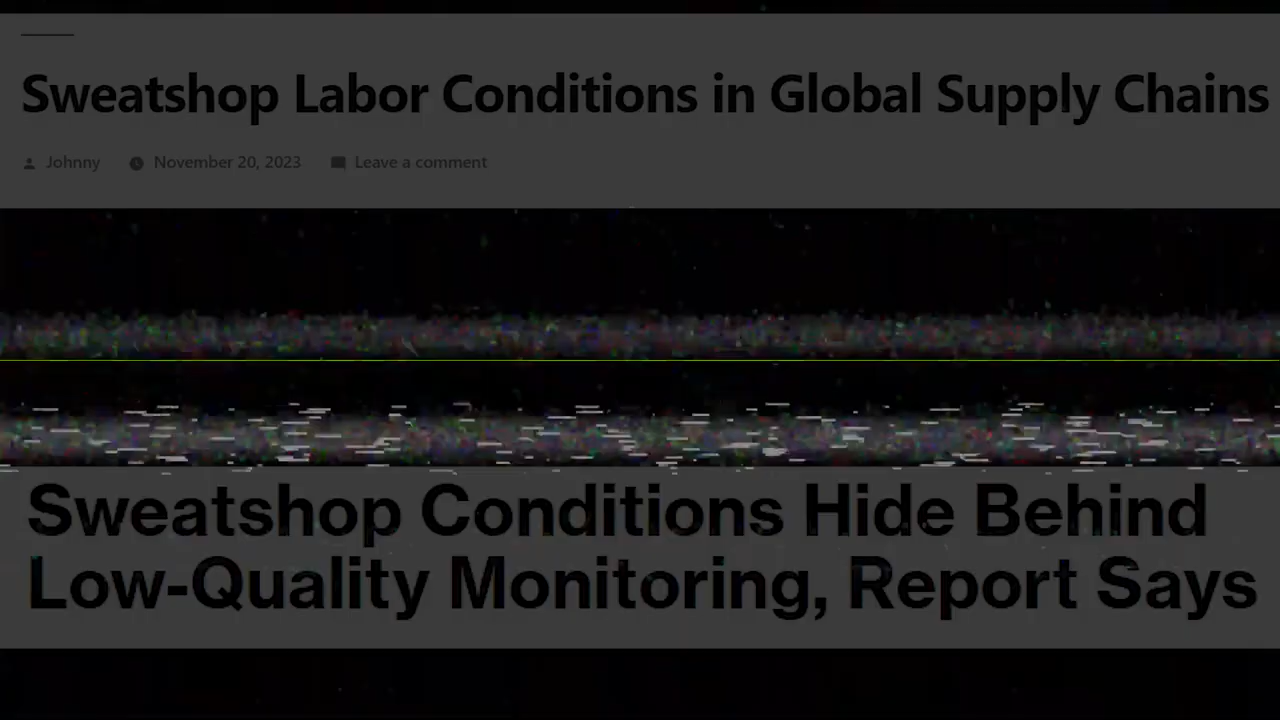 Sweatshop Labor Conditions in Global Supply Chains
Johnny November 20, 2023 Leave a comment
Sweatshop Conditions Hide Behind
Low-Quality Monitoring, Report Says